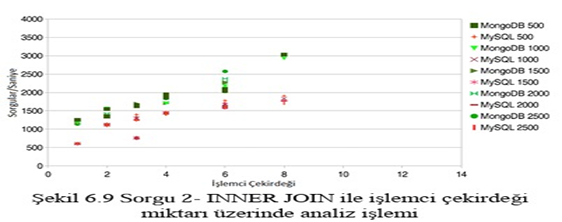 4000
3500
3000
2500
2000
1500
1000
500
0
Sorgular/Saniye
0 2 4 6 8 10 12 14
İşlemci Çekirdeği
MongoDB 500
MySQL 500
MongoDB 1000
MySQL 1000
MongoDB 1500
MySQL 1500
MongoDB 2000
MySQL 2000
MongoDB 2500
MySQL 2500
Şekil 6.9 Sorgu 2- INNER JOIN ile işlemci çekirdeği
miktarı üzerinde analiz işlemi